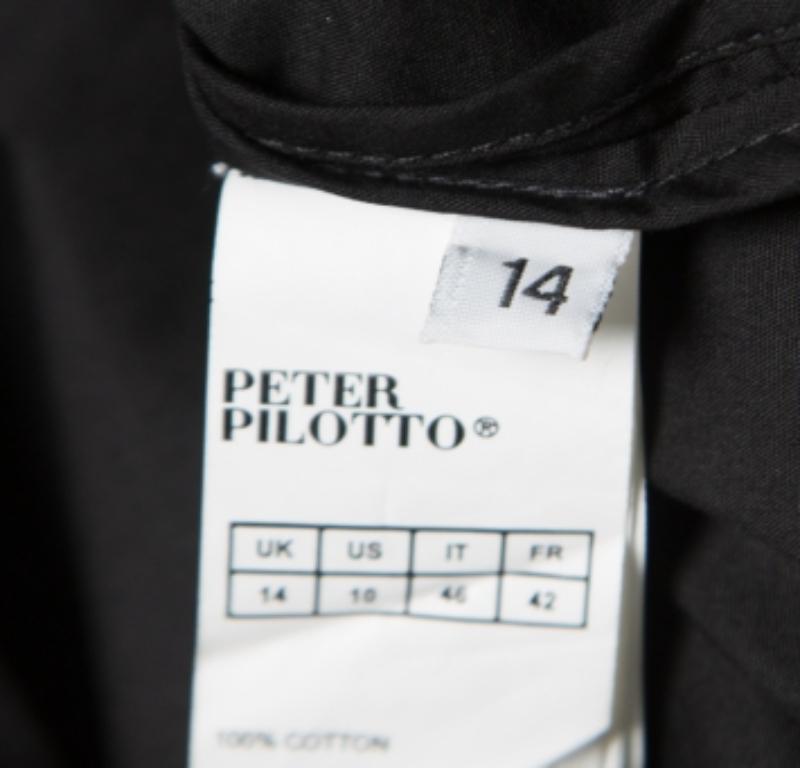 14
PETER
PILOTTO®
UK US IT FR
14 10 46 42
100% COTTON